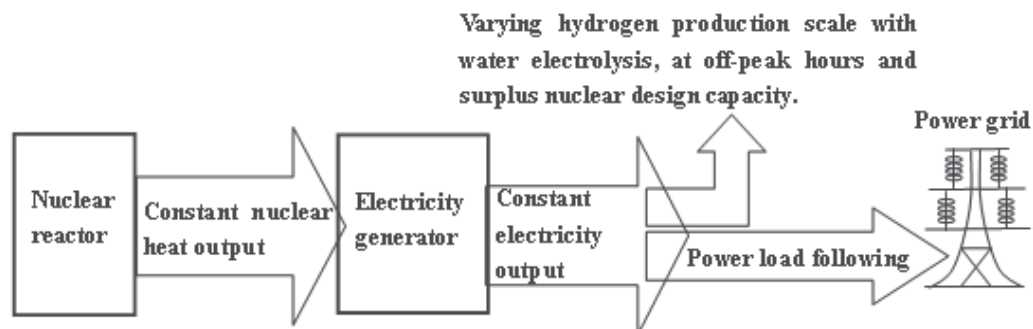 Varying hydrogen production scale with
water electrolysis, at off-peak hours and
surplus nuclear design capacity.
Power grid
Nuclear
reactor
Constant nuclear
heat output
Electricity
generator
Constant
electricity
output
Power load following